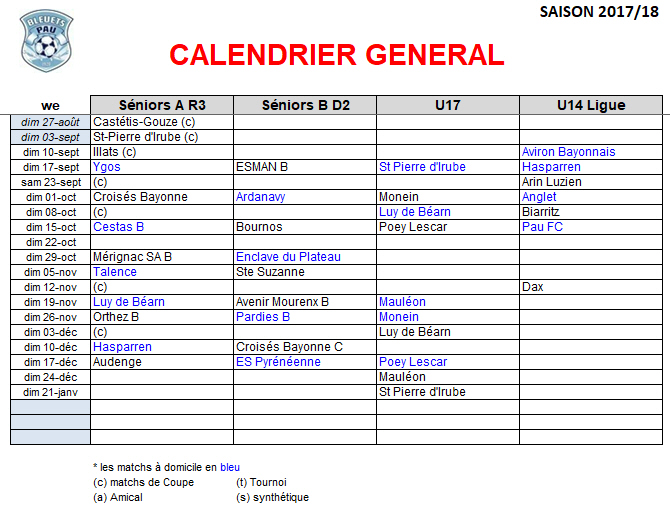 SAISON 2017/18
BLEUETS
PAU
CALENDRIER GENERAL
we Séniors A R3 Séniors B D2 U17 U14 Ligue
dim 27-août Castétis-Gouze (c)
dim 03-sept St-Pierre d'Irube (c)
dim 10-sept Illats (c) Aviron Bayonnais
dim 17-sept Ygos ESMAN B St Pierre d'Irube Hasparren
sam 23-sept (c) Arin Luzien
dim 01-oct Croisés Bayonne Ardanavy Monein Anglet
dim 08-oct (c) Luy de Béarn Biarritz
dim 15-oct Cestas B Bournos Poey Lescar Pau FC
dim 22-oct
dim 29-oct Mérignac SA B Enclave du Plateau
dim 05-nov Talence Ste Suzanne
dim 12-nov (c) Dax
dim 19-nov Luy de Béarn Avenir Mourenx B Mauléon
dim 26-nov Orthez B Pardies B Monein
dim 03-déc (c) Luy de Béarn
dim 10-déc Hasparren Croisés Bayonne C
dim 17-déc Audenge ES Pyrénéenne Poey Lescar
dim 24-déc Mauléon
dim 21-janv St Pierre d'Irube
* les matchs à domicile en bleu
(c) matchs de Coupe (t) Tournoi
(a) Amical (s) synthétique